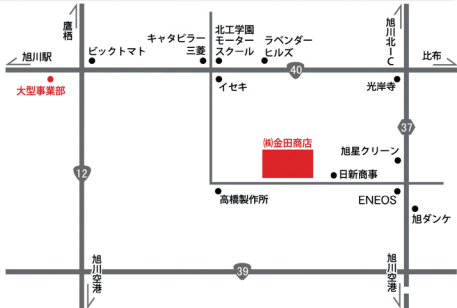 鷹栖
旭川北IC
キャタピラー
三菱
北工学園
モーター
スクール
ラベンダー
ヒルズ
旭川駅
ビックトマト
比布
40
大型事業部
イセキ
光岸寺
37
㈱金田商店
旭星クリーン
12
日新商事
高橋製作所
ENEOS
旭ダンケ
旭川空港
39
旭川空港